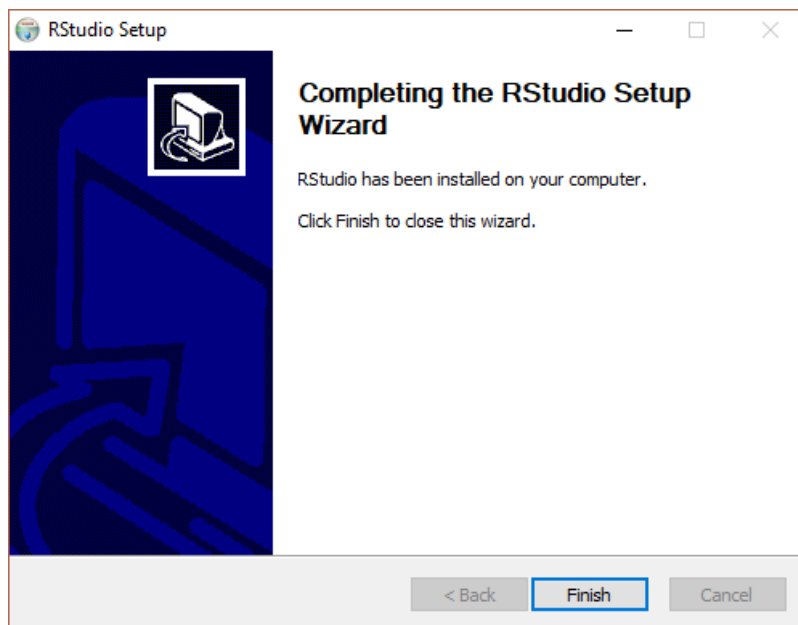 RStudio Setup
Completing the RStudio Setup
Wizard
RStudio has been installed on your computer.
Click Finish to close this wizard.
< Back
Finish
Cancel